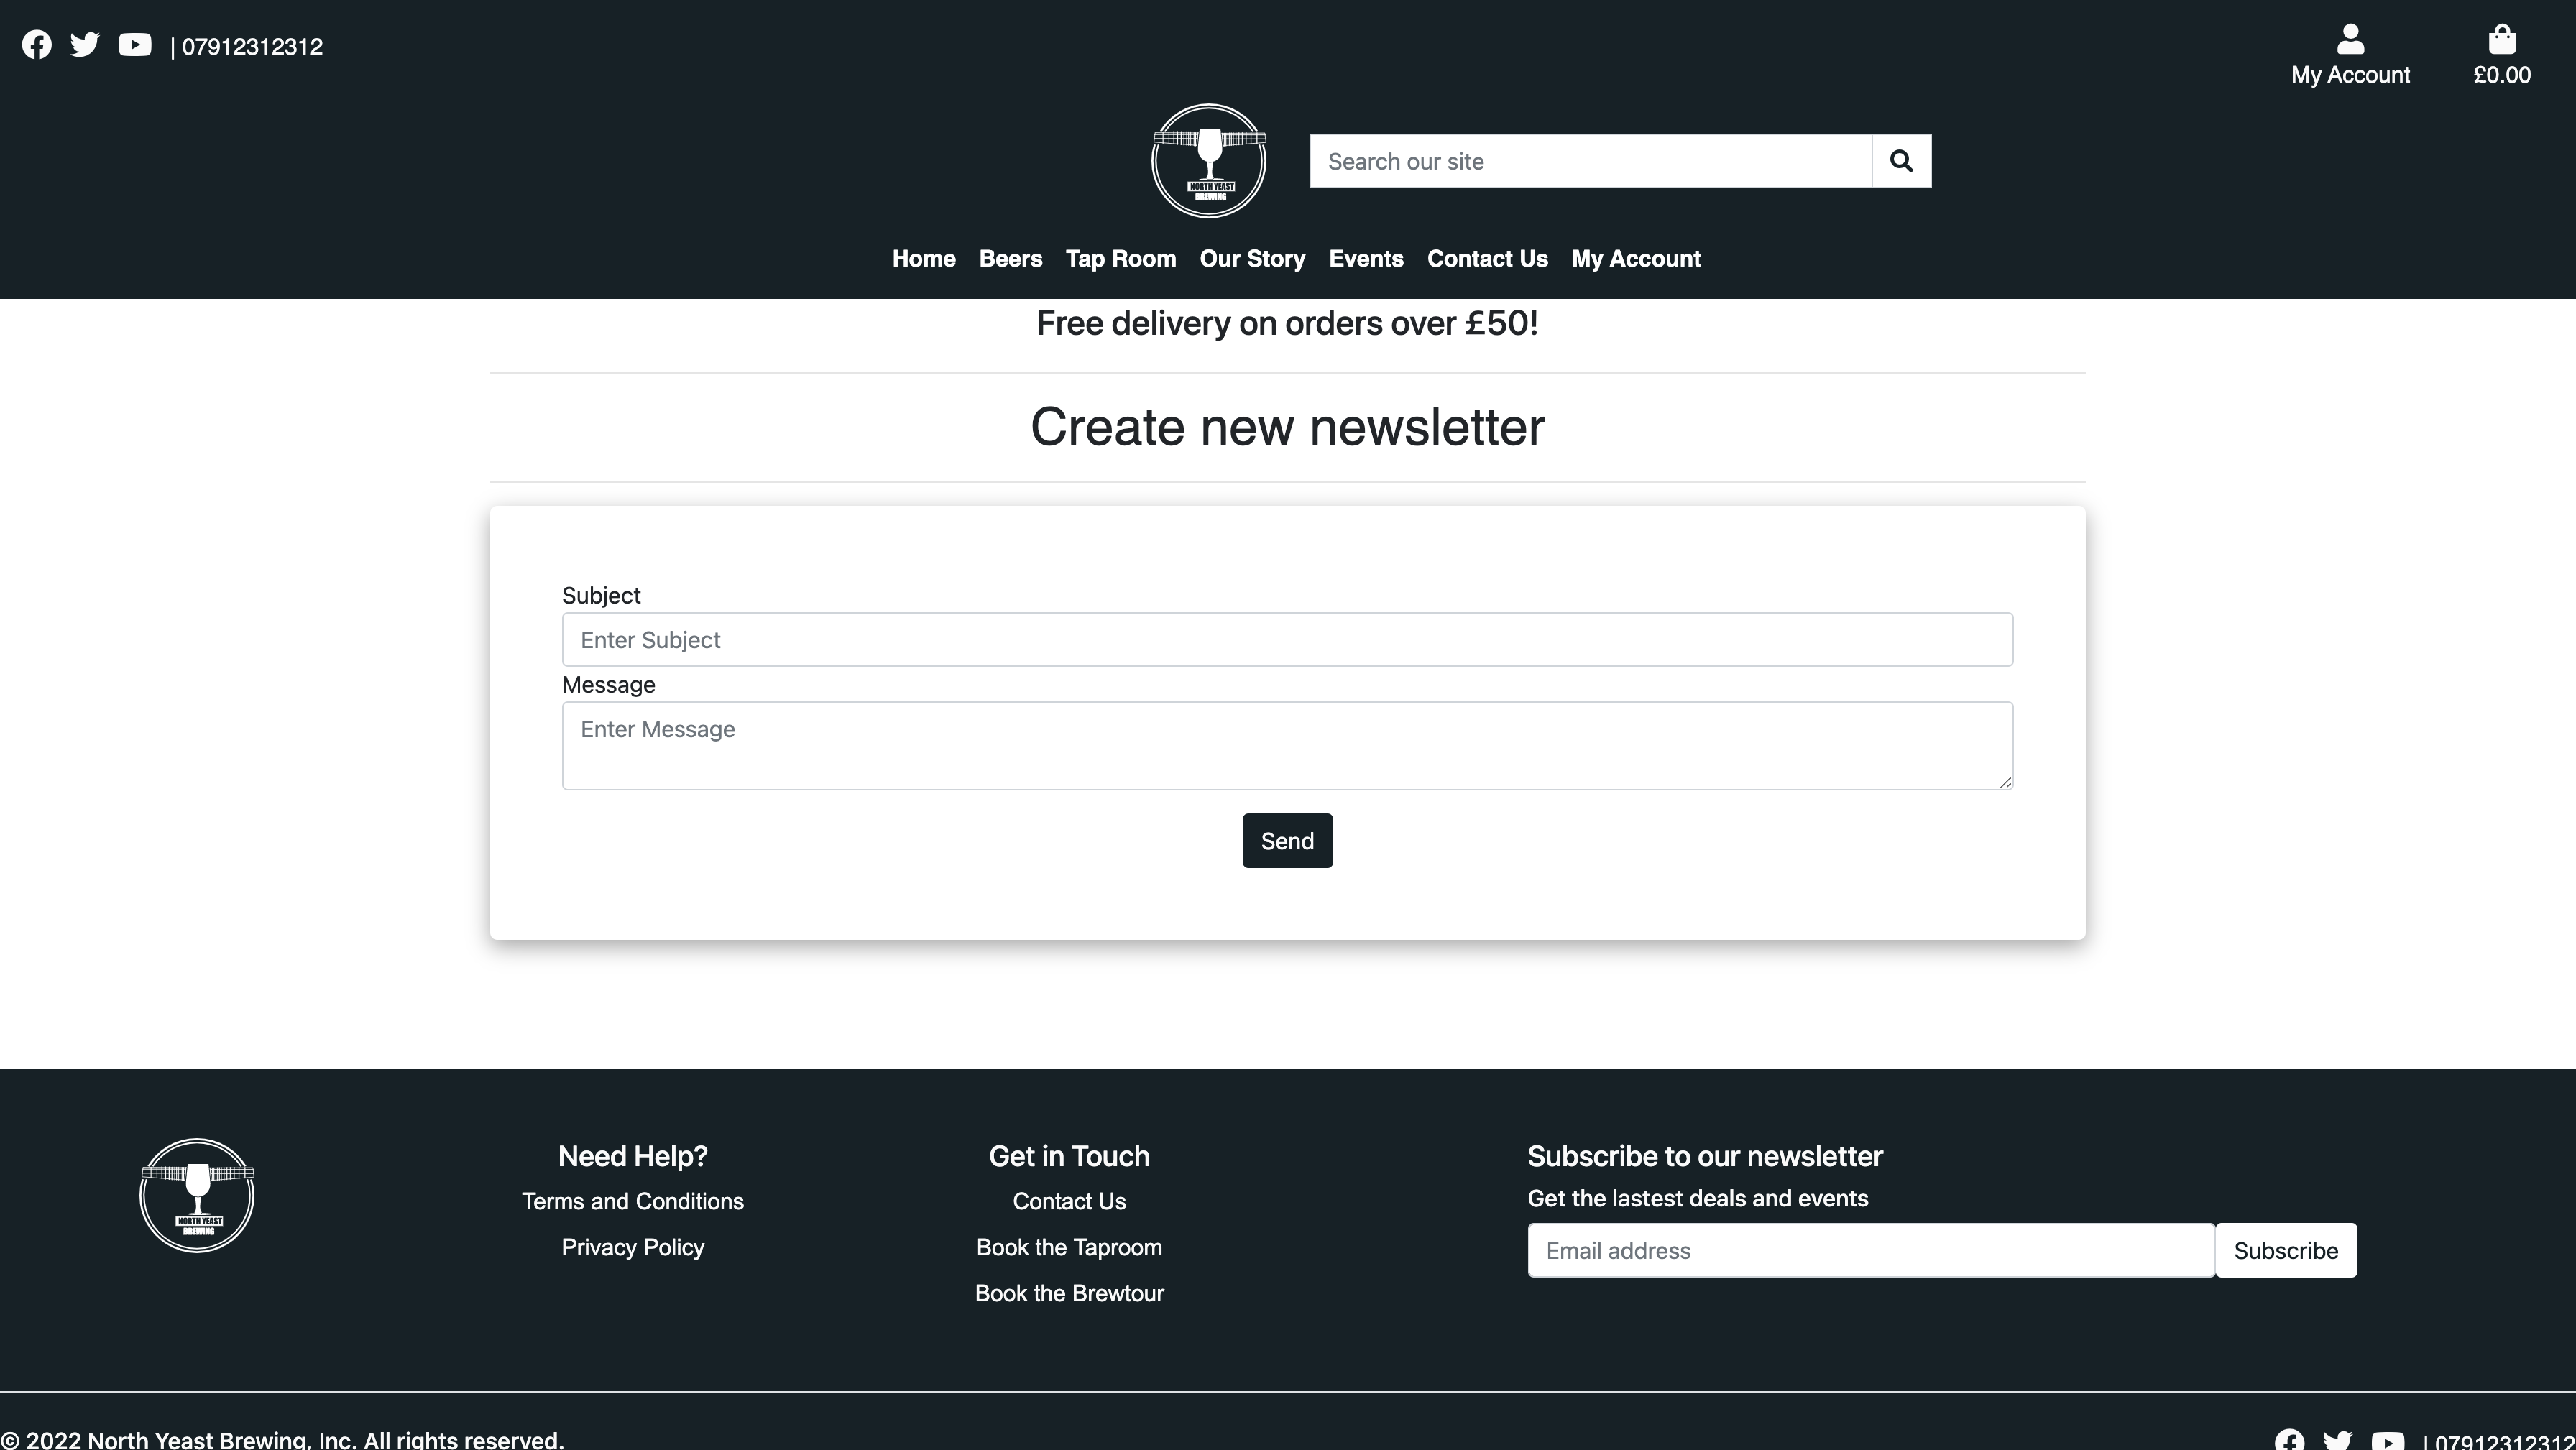 | 07912312312
My Account
£0.00
NORTH YEAST
BREWING
Search our site
Home Beers Tap Room Our Story Events Contact Us My Account
Free delivery on orders over £50!
Create new newsletter
Subject
Enter Subject
Message
Enter Message
Send
NORTH YEAST
BREWING
Need Help?
Terms and Conditions
Privacy Policy
Get in Touch
Contact Us
Book the Taproom
Book the Brewtour
Subscribe to our newsletter
Get the lastest deals and events
Email address
Subscribe
© 2022 North Yeast Brewing, Inc. All rights reserved.
| 07912312312